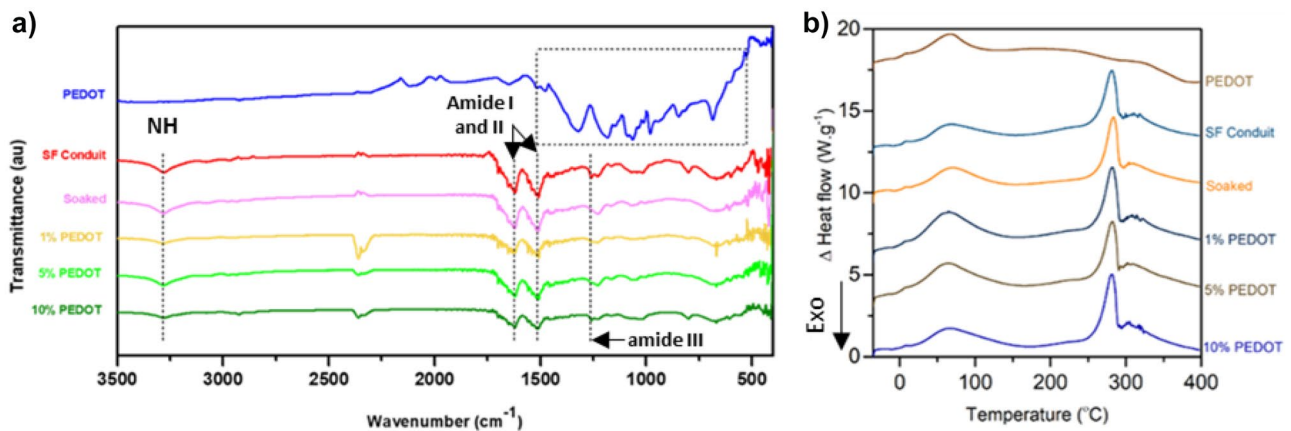 a)
PEDOT
NH
Amide I
and II
SF Conduit
Soaked
1% PEDOT
5% PEDOT
10% PEDOT
amide III
Transmittance (au)
3500 3000 2500 2000 1500 1000 500
Wavenumber (cm-1)
b)
20
15
10
5
0
Δ Heat flow (W.g-1)
Exo
PEDOT
SF Conduit
Soaked
1% PEDOT
5% PEDOT
10% PEDOT
0 100 200 300 400
Temperature (°C)